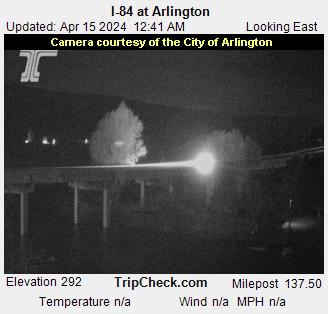 I-84 at Arlington
Updated: Apr 15 2024 12:41 AM Looking East
Camera courtesy of the City of Arlington
Elevation 292 TripCheck.com Milepost 137.50
Temperature n/a Wind n/a MPH n/a